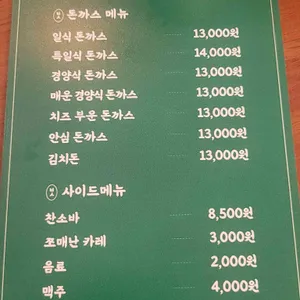 돈까스 메뉴
일식 돈까스 13,000원
특일식 돈까스 14,000원
경양식 돈까스 13,000원
매운 경양식 돈까스 13,000원
치즈 부운 돈까스 13,000원
안심 돈까스 13,000원
김치돈 13,000원
사이드메뉴
찬소바 8,500원
쪼매난 카레 3,000원
음료 2,000원
맥주 4,000원